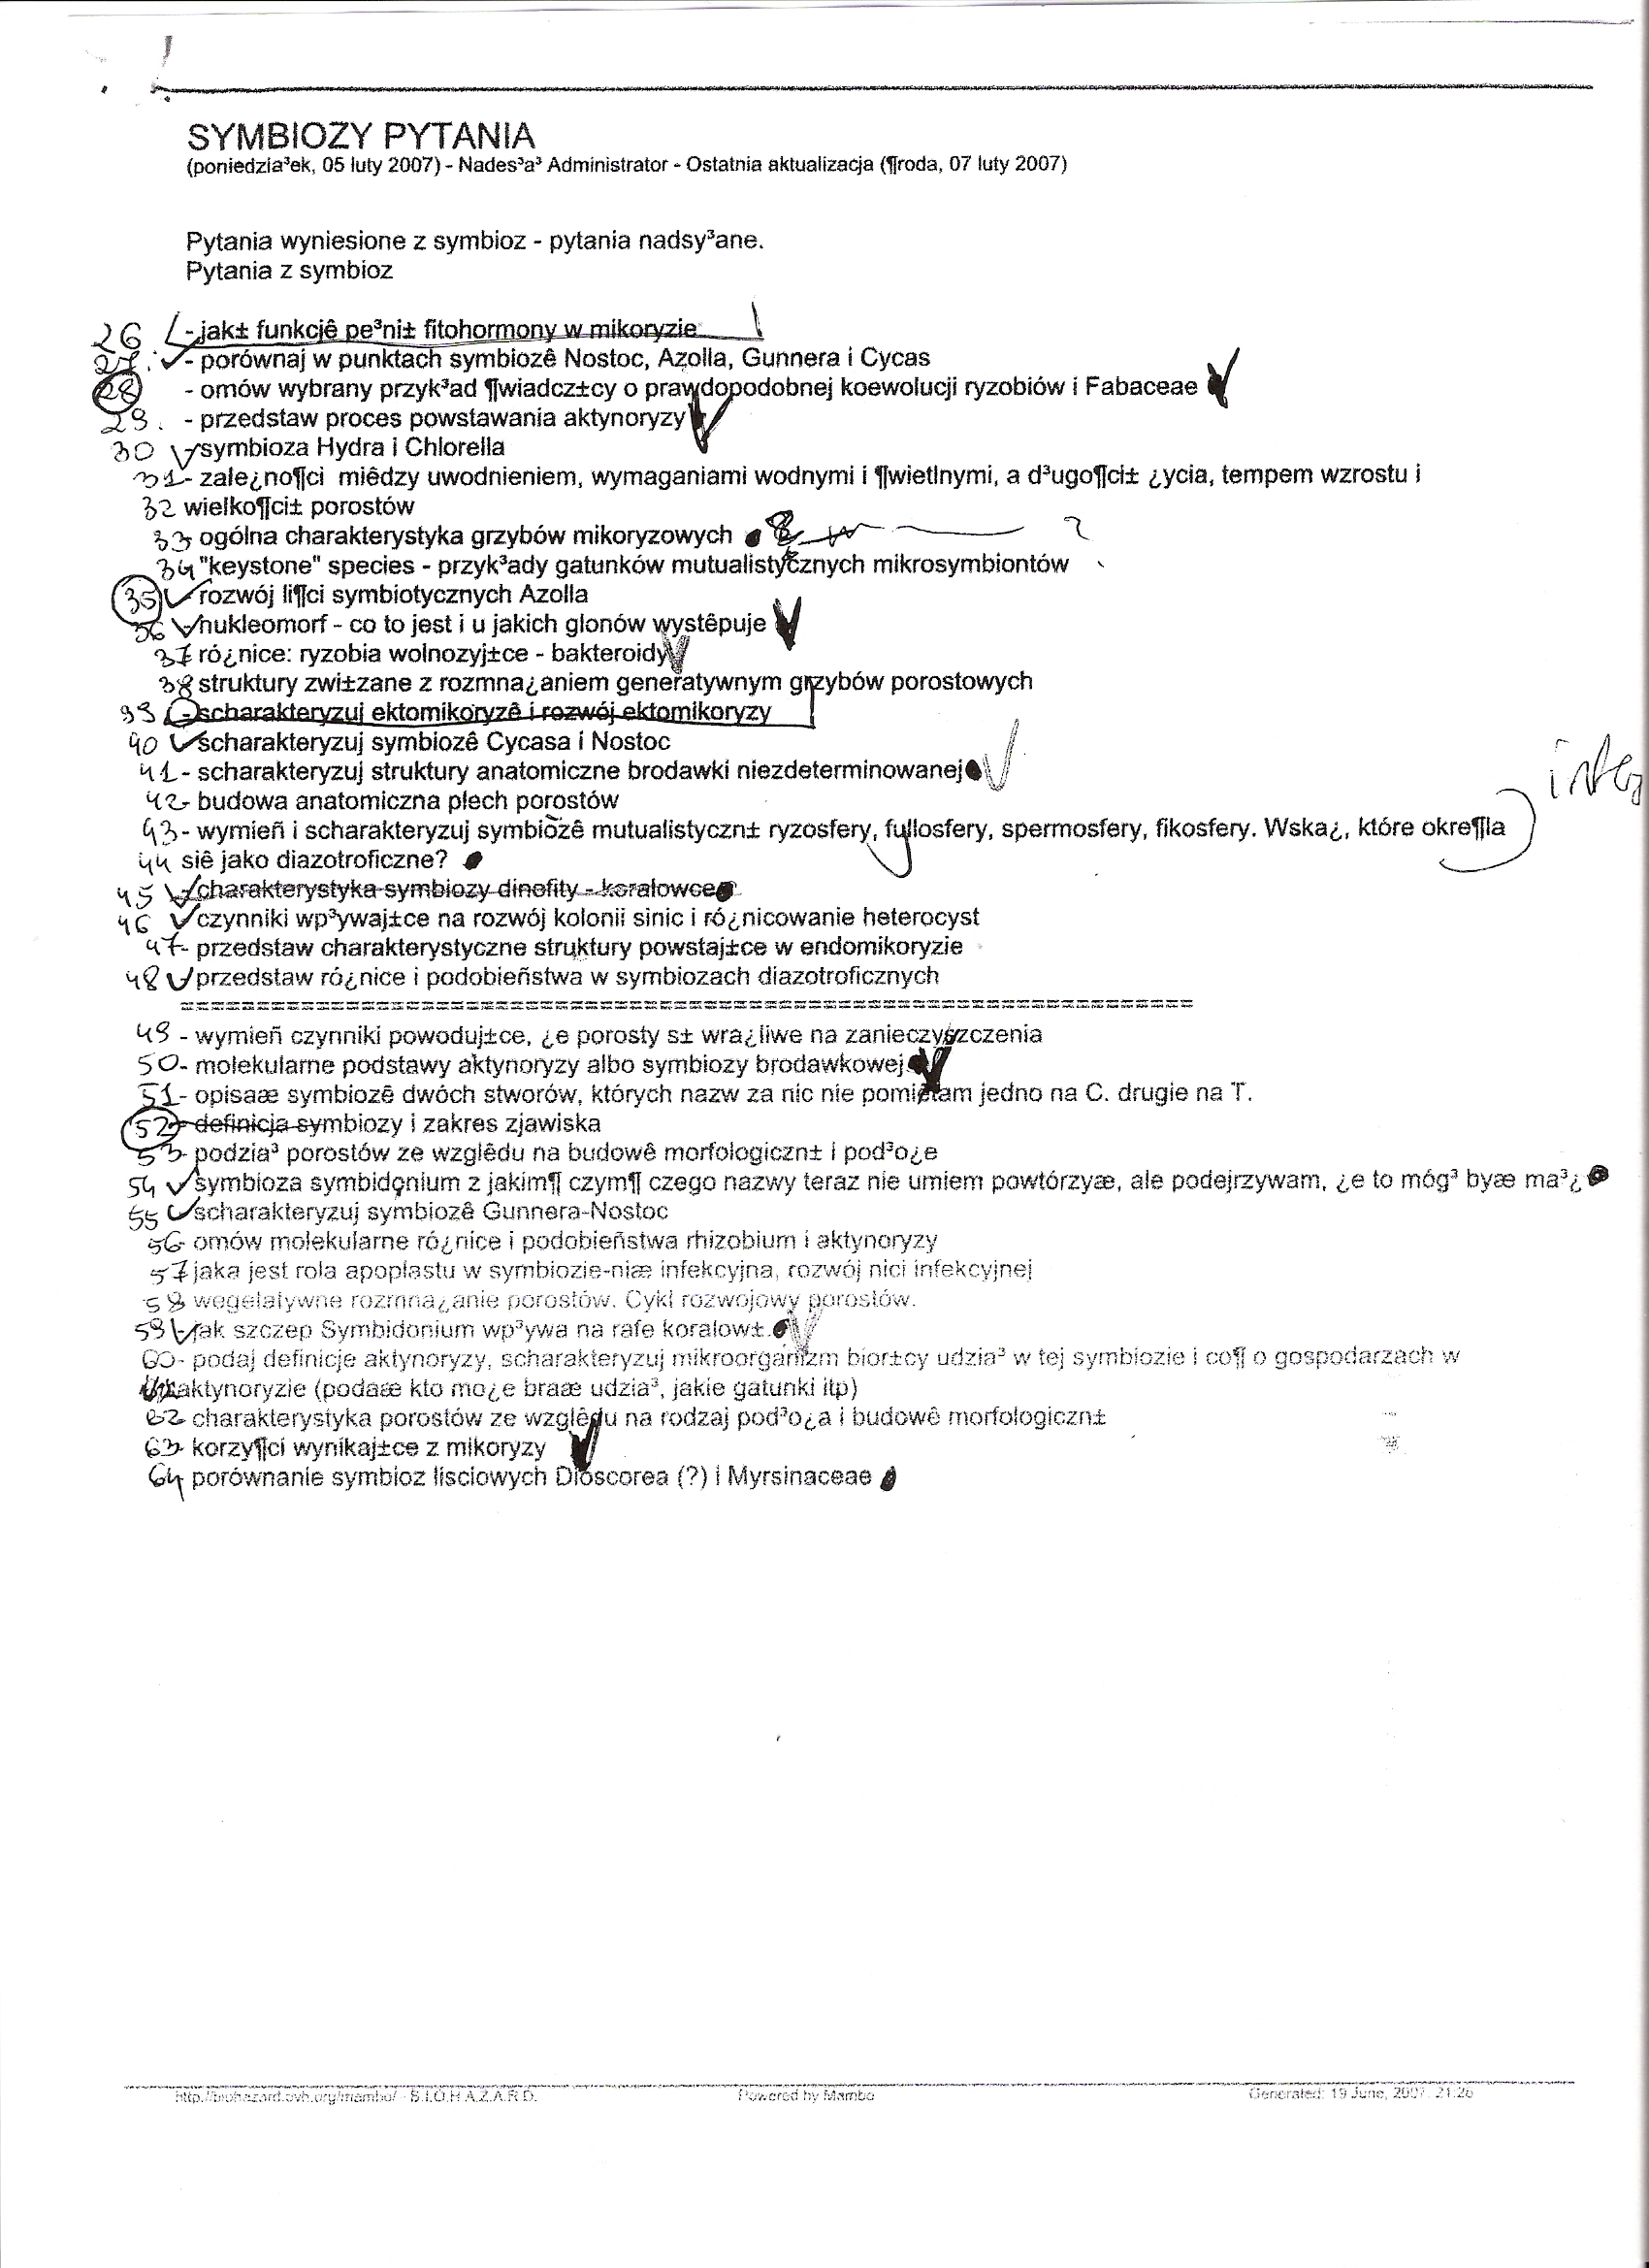 SYMBIOZY PYTANIA
(poniedzia³ek, 05 luty 2007) - Nades³a³ Administrator - Ostatnia aktualizacja (¶roda, 07 luty 2007)
Pytania wyniesione z symbioz - pytania nadsy³ane.
Pytania z symbioz
26 - jak± funkcjê pe³ni± fitohormony w mikoryzie
27. - porównaj w punktach symbiozê Nostoc, Azolla, Gunnera i Cycas
28 - omów wybrany przyk³ad ¶wiadcz±cy o prawdopodobnej koewolucji ryzobiów i Fabaceae
29. - przedstaw proces powstawania aktynoryzy
30 symbioza Hydra i Chlorella
31- zale¿no¶ci miêdzy uwodnieniem, wymaganiami wodnymi i ¶wietlnymi, a d³ugo¶ci± ¿ycia, tempem wzrostu i
32 wielko¶ci± porostów
33 ogólna charakterystyka grzybów mikoryzowych ?
34 "keystone" species - przyk³ady gatunków mutualistycznych mikrosymbiontów
35 rozwój li¶ci symbiotycznych Azolla
36 nukleomorf - co to jest i u jakich glonów wystêpuje
37 ró¿nice: ryzobia wolnozyj±ce - bakteroidy
38 struktury zwi±zane z rozmna¿aniem generatywnym grzybów porostowych
39 - scharakteryzuj ektomikoryzê i rozwój ektomikoryzy
40 scharakteryzuj symbiozê Cycasa i Nostoc
41- scharakteryzuj struktury anatomiczne brodawki niezdeterminowanej
42- budowa anatomiczna plech porostów
43- wymieñ i scharakteryzuj symbiozê mutualistyczn± ryzosfery, fyllosfery, spermosfery, fikosfery. Wska¿, które okre¶la
44 siê jako diazotroficzne?
45 charakterystyka symbiozy dinofity - koralowce
46 czynniki wp³ywaj±ce na rozwój kolonii sinic i ró¿nicowanie heterocyst
47- przedstaw charakterystyczne struktury powstaj±ce w endomikoryzie
48 przedstaw ró¿nice i podobieñstwa w symbiozach diazotroficznych
==========================================================================
49 - wymieñ czynniki powoduj±ce, ¿e porosty s± wra¿liwe na zanieczyszczenia
50- molekularne podstawy aktynoryzy albo symbiozy brodawkowej
51- opisaæ symbiozê dwóch stworów, których nazw za nic nie pomiêtam jedno na C. drugie na T.
52- definicja symbiozy i zakres zjawiska
53- podzia³ porostów ze wzglêdu na budowê morfologiczn± i pod³o¿e
54 symbioza symbidonium z jakim¶ czym¶ czego nazwy teraz nie umiem powtórzyæ, ale podejrzywam, ¿e to móg³ byæ ma³¿
55 scharakteryzuj symbiozê Gunnera-Nostoc
56- omów molekularne ró¿nice i podobieñstwa rhizobium i aktynoryzy
57 jaka jest rola apoplastu w symbiozie-niæ infekcyjna, rozwój nici infekcyjnej
58 wegetatywne rozmna¿anie porostów. Cykl rozwojowy porostów.
59 - jak szczep Symbidonium wp³ywa na rafe koralow±.
60- podaj definicje aktynoryzy, scharakteryzuj mikroorganizm bior±cy udzia³ w tej symbiozie i co¶ o gospodarzach w
aktynoryzie (podaæ kto mo¿e braæ udzia³, jakie gatunki itp)
62 charakterystyka porostów ze wzglêdu na rodzaj pod³o¿a i budowê morfologiczn±
63- korzy¶ci wynikaj±ce z mikoryzy
64 porównanie symbioz lisciowych Dioscorea (?) i Myrsinaceae
http://biohazard.ovh.org/mambo/ - B.I.O.H.A.Z.A.R.D. Powered by Mambo Generated: 19 June, 2007, 21:26